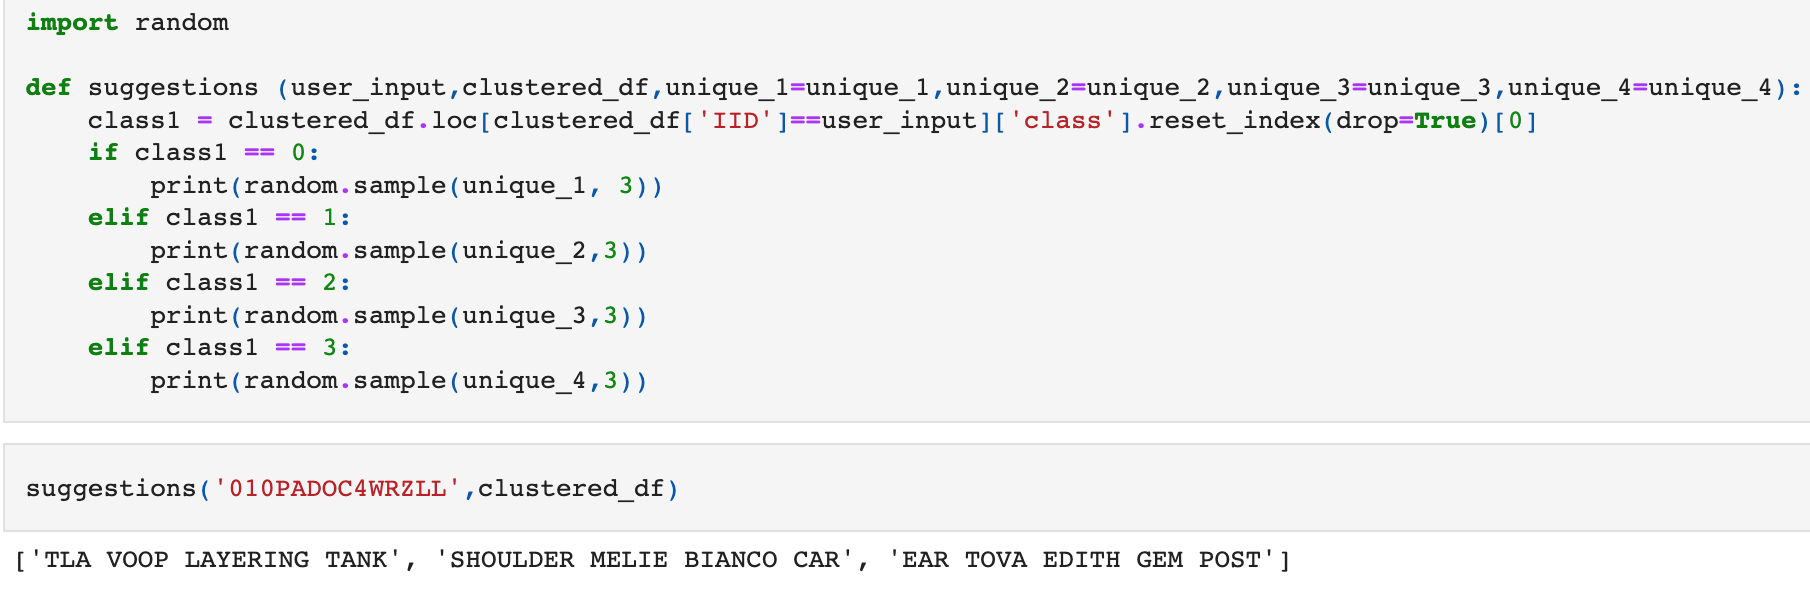 import random
def suggestions (user_input,clustered_df,unique_1=unique_1,unique_2=unique_2,unique_3=unique_3,unique_4=unique_4):
    class1 = clustered_df.loc[clustered_df['IID']==user_input]['class'].reset_index(drop=True)[0]
    if class1 == 0:
        print(random.sample(unique_1, 3))
    elif class1 == 1:
        print(random.sample(unique_2,3))
    elif class1 == 2:
        print(random.sample(unique_3,3))
    elif class1 == 3:
        print(random.sample(unique_4,3))
suggestions('010PADOC4WRZLL',clustered_df)
['TLA VOOP LAYERING TANK', 'SHOULDER MELIE BIANCO CAR', 'EAR TOVA EDITH GEM POST']